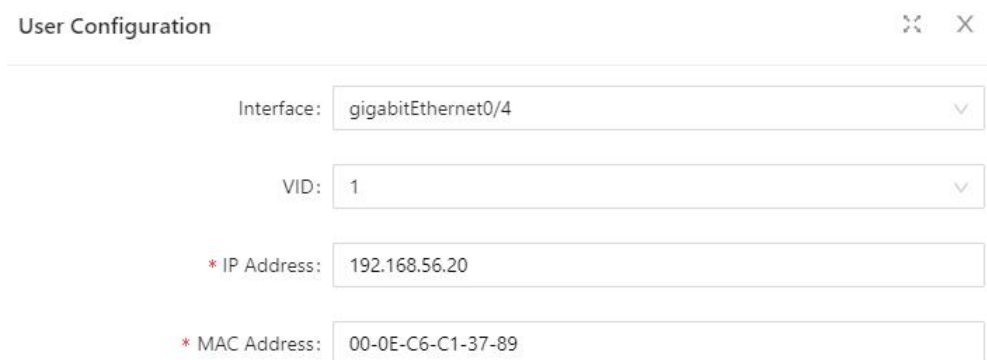 User Configuration
Interface: gigabitEthernet0/4
VID: 1
* IP Address: 192.168.56.20
* MAC Address: 00-0E-C6-C1-37-89